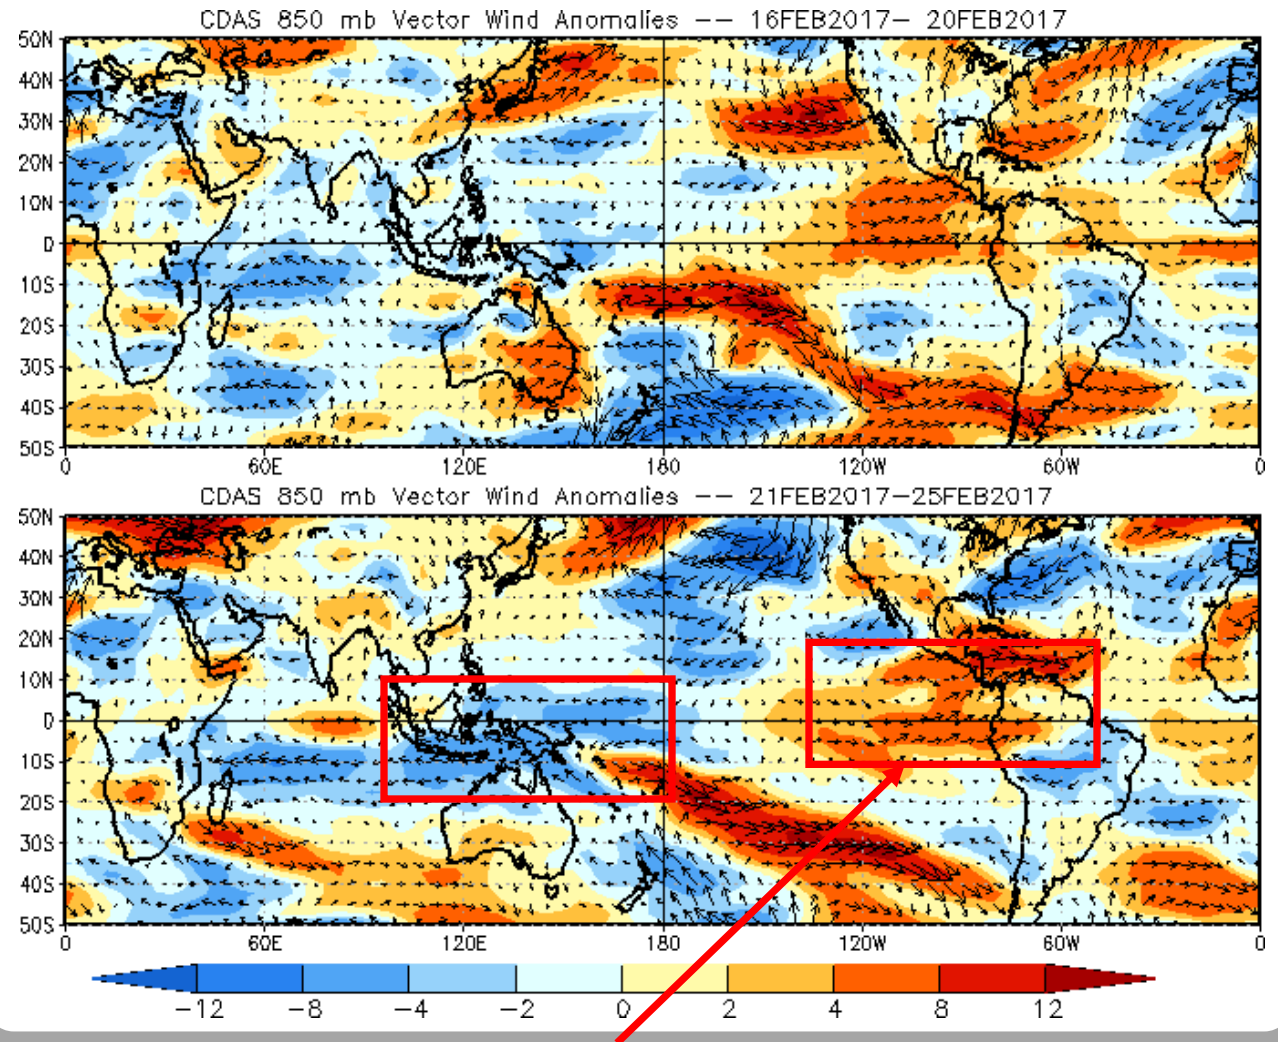 CDAS 850 mb Vector Wind Anomalies -- 16FEB2017- 20FEB2017
50N
40N
30N
20N
10N
0
10S
20S
30S
40S
50S
0 60E 120E 180 120W 60W 0
CDAS 850 mb Vector Wind Anomalies -- 21FEB2017-25FEB2017
50N
40N
30N
20N
10N
0
10S
20S
30S
40S
50S
0 60E 120E 180 120W 60W 0
-12 -8 -4 -2 0 2 4 8 12